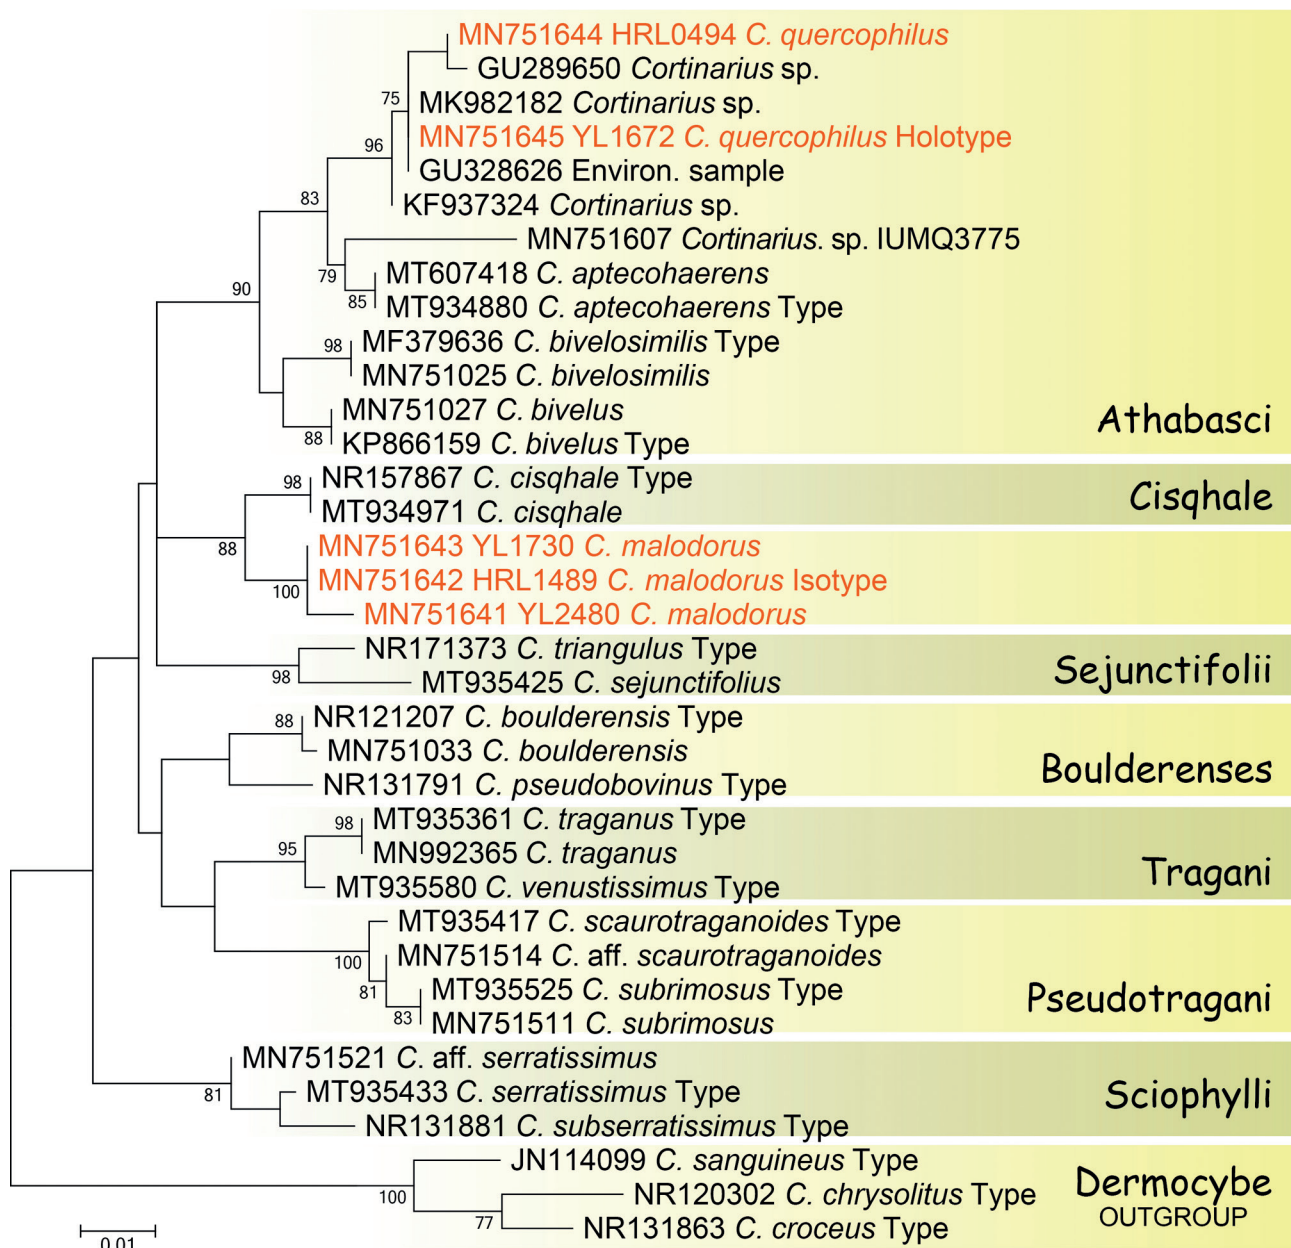 MN751644 HRL0494 C. quercophilus
GU289650 Cortinarius sp.
75
MK982182 Cortinarius sp.
MN751645 YL1672 C. quercophilus Holotype
96
GU328626 Environ. sample
83
KF937324 Cortinarius sp.
MN751607 Cortinarius. sp. IUMQ3775
79
MT607418 C. aptecohaerens
90
85
MT934880 C. aptecohaerens Type
98
MF379636 C. bivelosimilis Type
MN751025 C. bivelosimilis
MN751027 C. bivelus
Athabasci
88
KP866159 C. bivelus Type
98
NR157867 C. cisqhale Type
Cisqhale
MT934971 C. cisqhale
88
MN751643 YL1730 C. malodorus
MN751642 HRL1489 C. malodorus Isotype
100
MN751641 YL2480 C. malodorus
NR171373 C. triangulus Type
Sejunctifolii
98
MT935425 C. sejunctifolius
88
NR121207 C. boulderensis Type
MN751033 C. boulderensis
Boulderenses
NR131791 C. pseudobovinus Type
98
MT935361 C. traganus Type
95
MN992365 C. traganus
Tragani
MT935580 C. venustissimus Type
MT935417 C. scaurotraganoides Type
100
MN751514 C. aff. scaurotraganoides
81
MT935525 C. subrimosus Type
Pseudotragani
83
MN751511 C. subrimosus
MN751521 C. aff. serratissimus
81
MT935433 C. serratissimus Type
Sciophylli
NR131881 C. subserratissimus Type
JN114099 C. sanguineus Type
Dermocybe
100
NR120302 C. chrysolitus Type
OUTGROUP
77
NR131863 C. croceus Type
0.01